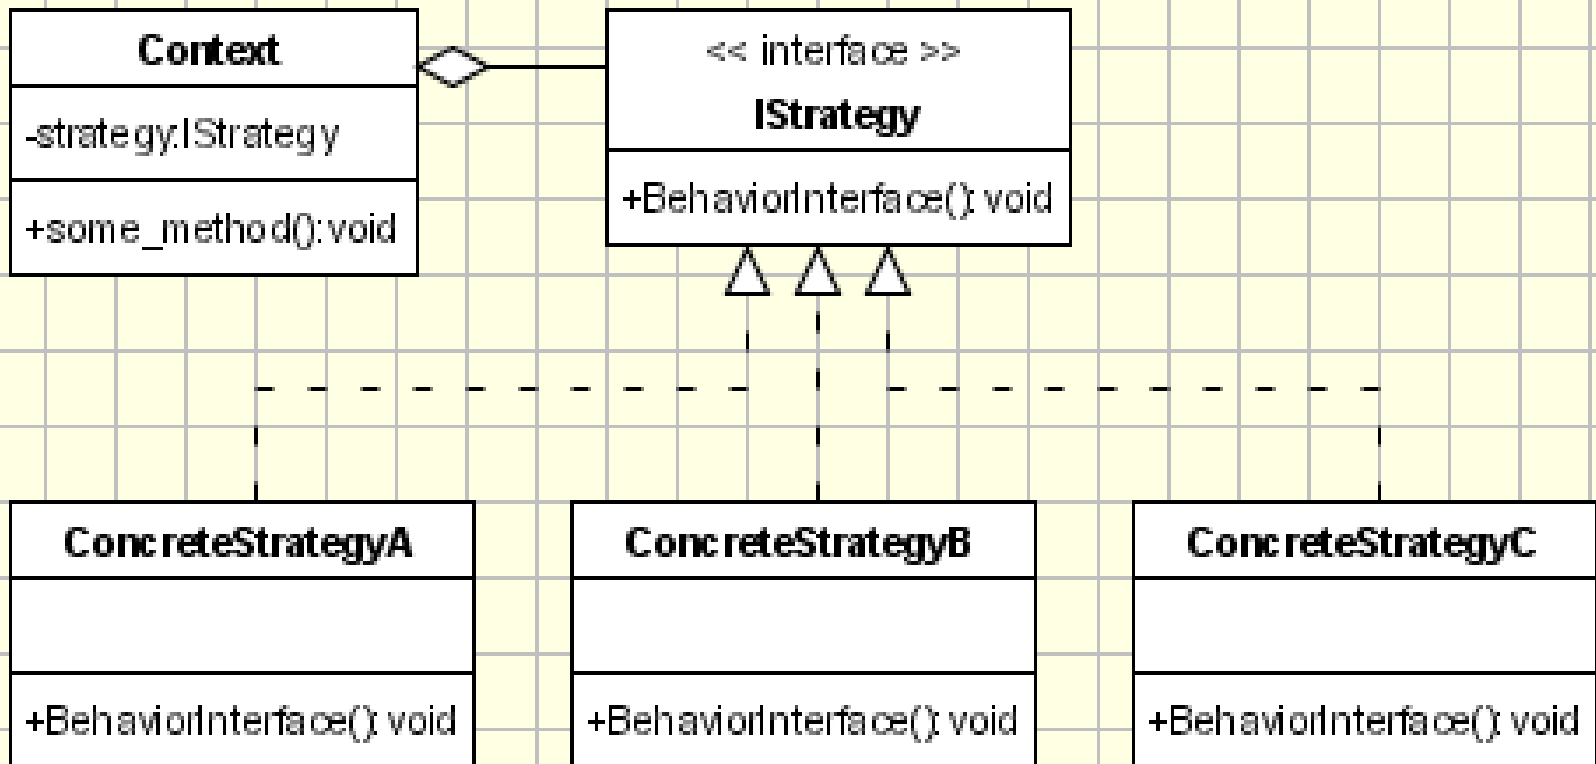 Context
-strategy:IStrategy
+some_method():void
<< interface >>
IStrategy
+BehaviorInterface(): void
ConcreteStrategyA
+BehaviorInterface(): void
ConcreteStrategyB
+BehaviorInterface(): void
ConcreteStrategyC
+BehaviorInterface(): void